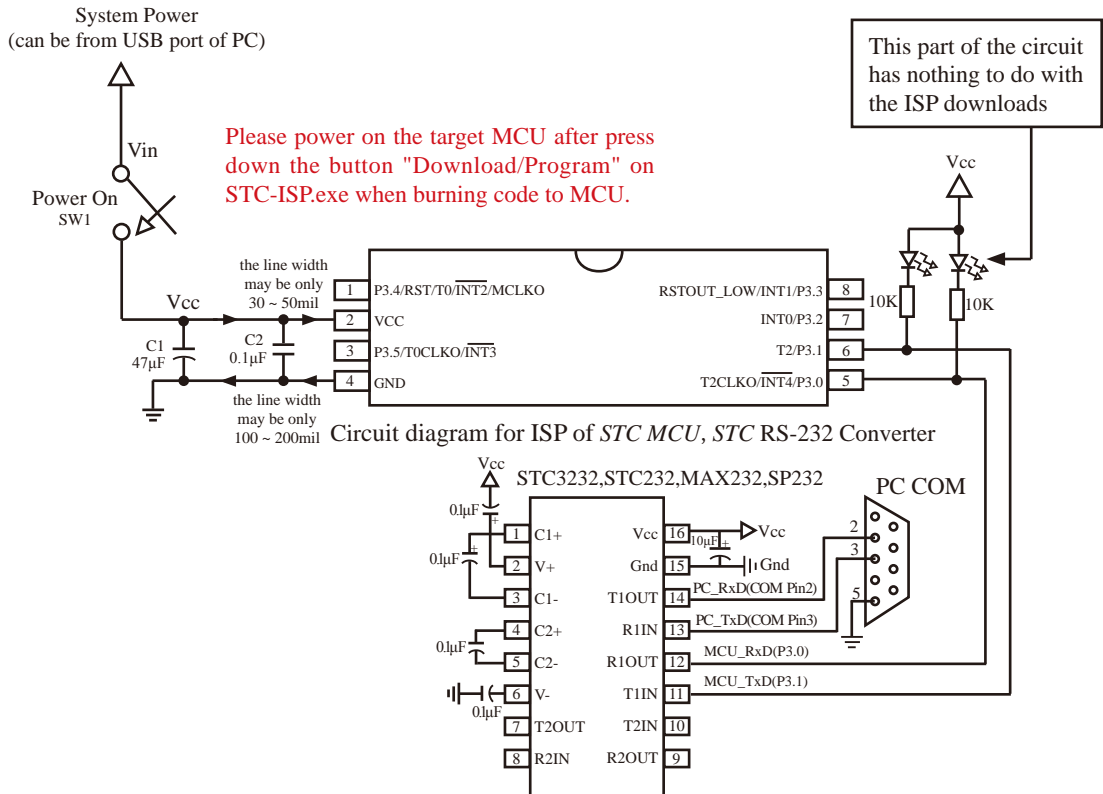 System Power
(can be from USB port of PC)
Vin
Power On
SW1
Please power on the target MCU after press
down the button "Download/Program" on
STC-ISP.exe when burning code to MCU.
This part of the circuit
has nothing to do with
the ISP downloads
Vcc
10K
10K
the line width
may be only
30 ~ 50mil
Vcc
C1
47μF
C2
0.1μF
the line width
may be only
100 ~ 200mil
1 P3.4/RST/T0/INT2/MCLKO
2 VCC
3 P3.5/T0CLKO/INT3
4 GND
RSTOUT_LOW/INT1/P3.3 8
INT0/P3.2 7
T2/P3.1 6
T2CLKO/INT4/P3.0 5
Circuit diagram for ISP of STC MCU, STC RS-232 Converter
STC3232,STC232,MAX232,SP232
Vcc
0.1μF
+
0.1μF
+
0.1μF
0.1μF
1 C1+
2 V+
3 C1-
4 C2+
5 C2-
6 V-
7 T2OUT
8 R2IN
Vcc 16
Gnd 15
T1OUT 14
R1IN 13
R1OUT 12
T1IN 11
T2IN 10
R2OUT 9
Vcc
10μF
+
Gnd
PC_RxD(COM Pin2)
PC_TxD(COM Pin3)
MCU_RxD(P3.0)
MCU_TxD(P3.1)
PC COM
2
3
5